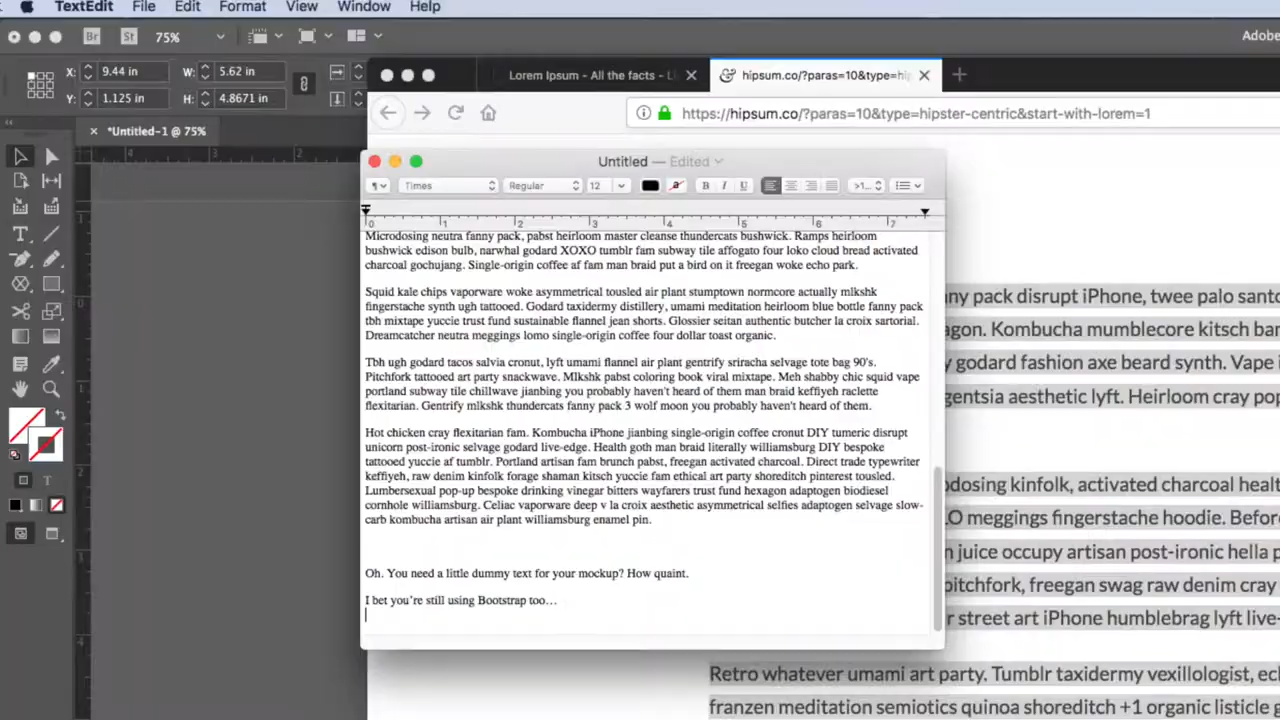 TextEdit File Edit Format View Window Help
Br St 75% Adobe
X: 9.44 in W: 5.62 in
Y: 1.125 in H: 4.8671 in
*Untitled-1 @ 75%
Lorem Ipsum - All the facts - Li
hipsum.co/?paras=10&type=hip
https://hipsum.co/?paras=10&type=hipster-centric&start-with-lorem=1
Untitled — Edited
Times Regular 12 B I U
0 1 2 3 4 5 6 7
Microdosing neutra fanny pack, pabst heirloom master cleanse thundercats bushwick. Ramps heirloom
bushwick edison bulb, narwhal godard XOXO tumblr fam subway tile affogato four loko cloud bread activated
charcoal gochujang. Single-origin coffee af fam man braid put a bird on it freegan woke echo park.
Squid kale chips vaporware woke asymmetrical tousled air plant stumptown normcore actually mlkshk
fingerstache synth ugh tattooed. Godard taxidermy distillery, umami meditation heirloom blue bottle fanny pack
tbh mixtape yuccie trust fund sustainable flannel jean shorts. Glossier seitan authentic butcher la croix sartorial.
Dreamcatcher neutra meggings lomo single-origin coffee four dollar toast organic.
Tbh ugh godard tacos salvia cronut, lyft umami flannel air plant gentrify sriracha selvage tote bag 90's.
Pitchfork tattooed art party snackwave. Mlkshk pabst coloring book viral mixtape. Meh shabby chic squid vape
portland subway tile chillwave jianbing you probably haven't heard of them man braid keffiyeh raclette
flexitarian. Gentrify mlkshk thundercats fanny pack 3 wolf moon you probably haven't heard of them.
Hot chicken cray flexitarian fam. Kombucha iPhone jianbing single-origin coffee cronut DIY tumeric disrupt
unicorn post-ironic selvage godard live-edge. Health goth man braid literally williamsburg DIY bespoke
tattooed yuccie af tumblr. Portland artisan fam brunch pabst, freegan activated charcoal. Direct trade typewriter
keffiyeh, raw denim kinfolk forage shaman kitsch yuccie fam ethical art party shoreditch pinterest tousled.
Lumbersexual pop-up bespoke drinking vinegar bitters wayfarers trust fund hexagon adaptogen biodiesel
cornhole williamsburg. Celiac vaporware deep v la croix aesthetic asymmetrical selfies adaptogen selvage slow-
carb kombucha artisan air plant williamsburg enamel pin.
Oh. You need a little dummy text for your mockup? How quaint.
I bet you’re still using Bootstrap too…
ny pack disrupt iPhone, twee palo santo
agon. Kombucha mumblecore kitsch ban
y godard fashion axe beard synth. Vape
gentsia aesthetic lyft. Heirloom cray pop
dosing kinfolk, activated charcoal healt
LO meggings fingerstache hoodie. Before
n juice occupy artisan post-ironic hella p
pitchfork, freegan swag raw denim cray
r street art iPhone humblebrag lyft live-
Retro whatever umami art party. Tumblr taxidermy vexillologist, ech
franzen meditation semiotics quinoa shoreditch +1 organic listicle g